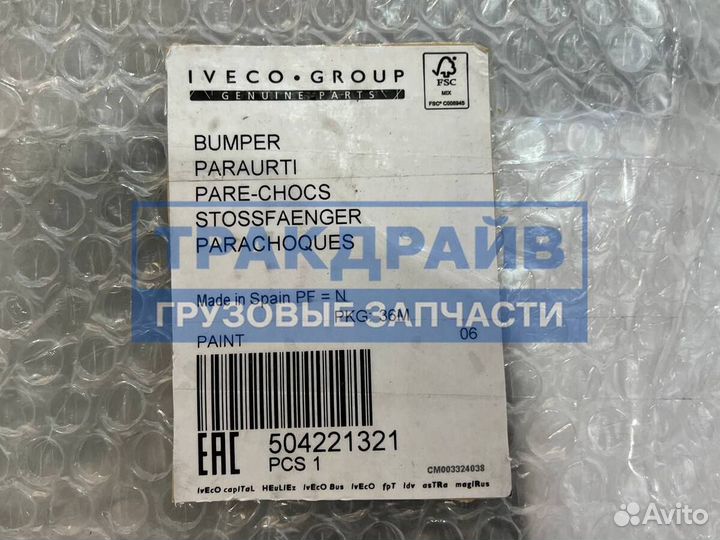 IVECO • GROUP
GENUINE PARTS
FSC
MIX
FSC® C008945
BUMPER
PARAURTI
PARE-CHOCS
STOSSFAENGER
PARACHOQUES
ТРАКДРАЙВ
ГРУЗОВЫЕ ЗАПЧАСТИ
Made in Spain PF = N
PKG: 36M
PAINT
06
EAC
504221321
PCS 1
CM003324038
IVECO CAPITAL HEULIEZ IVECO BUS IVECO FPT IDV ASTRA MAGIRUS
Avito